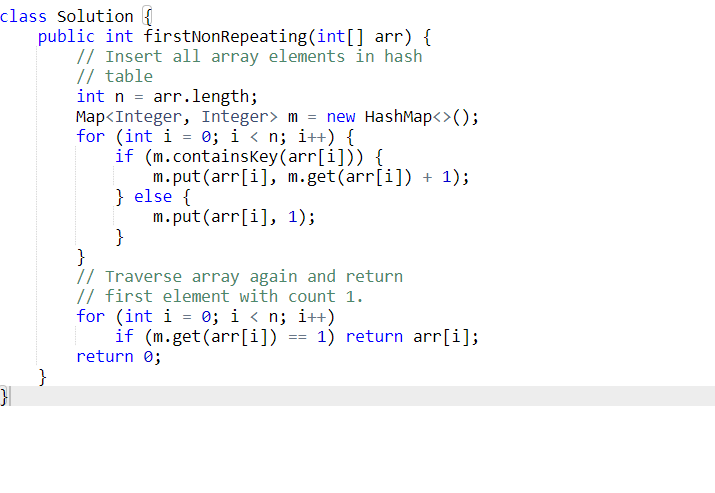 class Solution {
    public int firstNonRepeating(int[] arr) {
        // Insert all array elements in hash
        // table
        int n = arr.length;
        Map<Integer, Integer> m = new HashMap<>();
        for (int i = 0; i < n; i++) {
            if (m.containsKey(arr[i])) {
                m.put(arr[i], m.get(arr[i]) + 1);
            } else {
                m.put(arr[i], 1);
            }
        }
        // Traverse array again and return
        // first element with count 1.
        for (int i = 0; i < n; i++)
            if (m.get(arr[i]) == 1) return arr[i];
        return 0;
    }
}